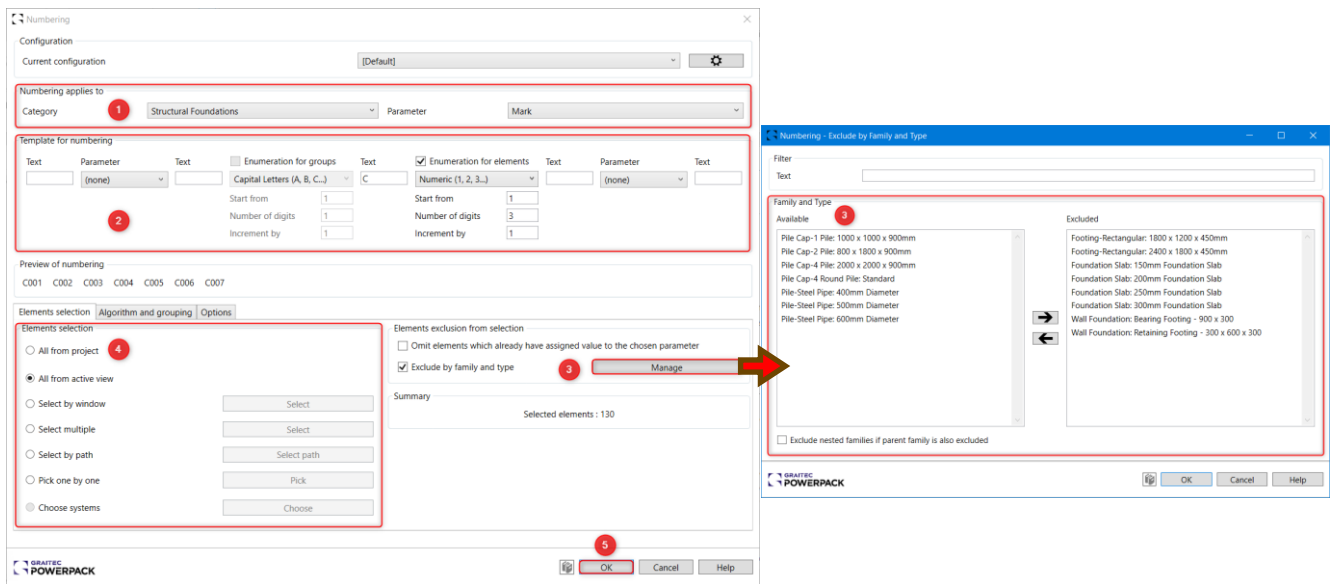 Numbering
Configuration
Current configuration [Default]
Numbering applies to
Category 1 Structural Foundations Parameter Mark
Template for numbering
Text Parameter Text Enumeration for groups Text Enumeration for elements Text Parameter Text
(none) Capital Letters (A, B, C...) C Numeric (1, 2, 3...) (none)
Start from 1 Start from 1
2 Number of digits 1 Number of digits 3
Increment by 1 Increment by 1
Preview of numbering
C001 C002 C003 C004 C005 C006 C007
Elements selection Algorithm and grouping Options
Elements selection
All from project 4
All from active view
Select by window Select
Select multiple Select
Select by path Select path
Pick one by one Pick
Choose systems Choose
Elements exclusion from selection
Omit elements which already have assigned value to the chosen parameter
Exclude by family and type 3 Manage
Summary
Selected elements : 130
5
GRAITEC
POWERPACK OK Cancel Help
Numbering - Exclude by Family and Type
Filter
Text
Family and Type
3
Available
Pile Cap-1 Pile: 1000 x 1000 x 900mm
Pile Cap-2 Pile: 800 x 1800 x 900mm
Pile Cap-4 Pile: 2000 x 2000 x 900mm
Pile Cap-4 Round Pile: Standard
Pile-Steel Pipe: 400mm Diameter
Pile-Steel Pipe: 500mm Diameter
Pile-Steel Pipe: 600mm Diameter
Excluded
Footing-Rectangular: 1800 x 1200 x 450mm
Footing-Rectangular: 2400 x 1800 x 450mm
Foundation Slab: 150mm Foundation Slab
Foundation Slab: 200mm Foundation Slab
Foundation Slab: 250mm Foundation Slab
Foundation Slab: 300mm Foundation Slab
Wall Foundation: Bearing Footing - 900 x 300
Wall Foundation: Retaining Footing - 300 x 600 x 300
Exclude nested families if parent family is also excluded
GRAITEC
POWERPACK OK Cancel Help